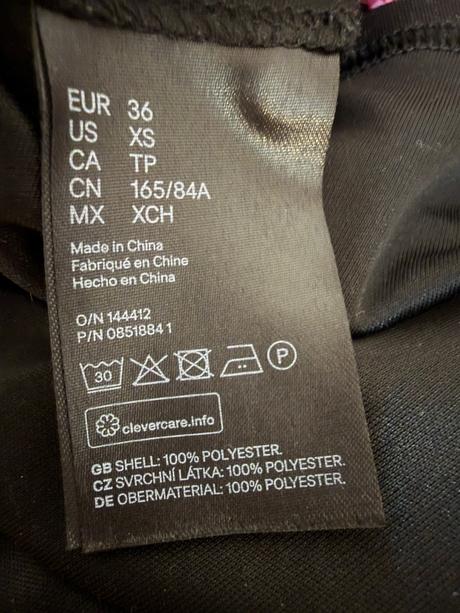 EUR 36
US XS
CA TP
CN 165/84A
MX XCH
Made in China
Fabriqué en Chine
Hecho en China
O/N 144412
P/N 0851884 1
30 P
clevercare.info
GB SHELL: 100% POLYESTER.
CZ SVRCHNÍ LÁTKA: 100% POLYESTER.
DE OBERMATERIAL: 100% POLYESTER.